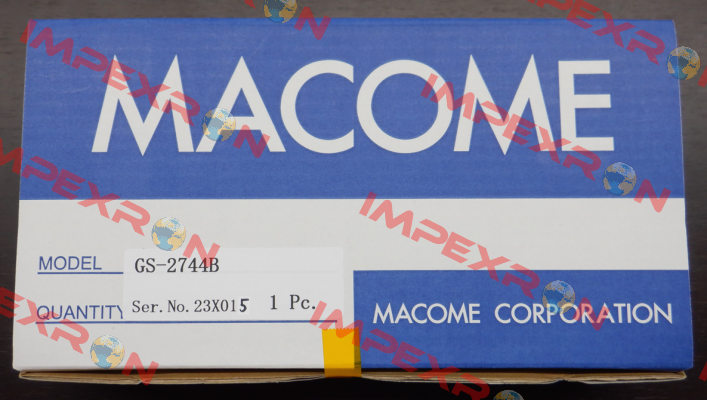 MACOME
MODEL GS-2744B
QUANTITY Ser.No.23X015 1 Pc.
MACOME CORPORATION
IMPEXRON
IMPEXRON
IMPEXRON
IMPEXRON